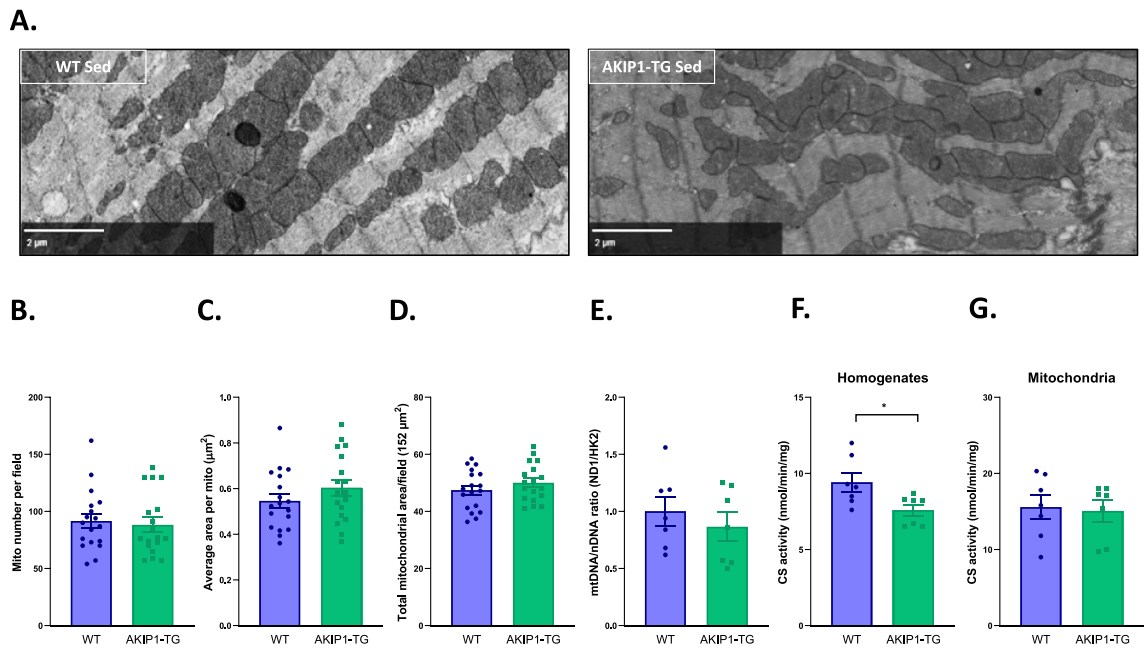 A.
WT Sed
AKIP1-TG Sed
2 µm
2 µm
B.
C.
D.
E.
F.
G.
Homogenates
Mitochondria
Mito number per field
200
150
100
50
0
WT
AKIP1-TG
Average area per mito (µm²)
1.0
0,8
0,6
0,4
0,2
0.0
WT
AKIP1-TG
Total mitochondrial area/field (152 µm²)
80
60
40
20
0
WT
AKIP1-TG
mtDNA/nDNA ratio (ND1/HK2)
2.0
1.5
1.0
0.5
0.0
WT
AKIP1-TG
CS activity (nmol/min/mg)
15
10
5
0
*
WT
AKIP1-TG
CS activity (nmol/min/mg)
30
20
10
0
WT
AKIP1-TG